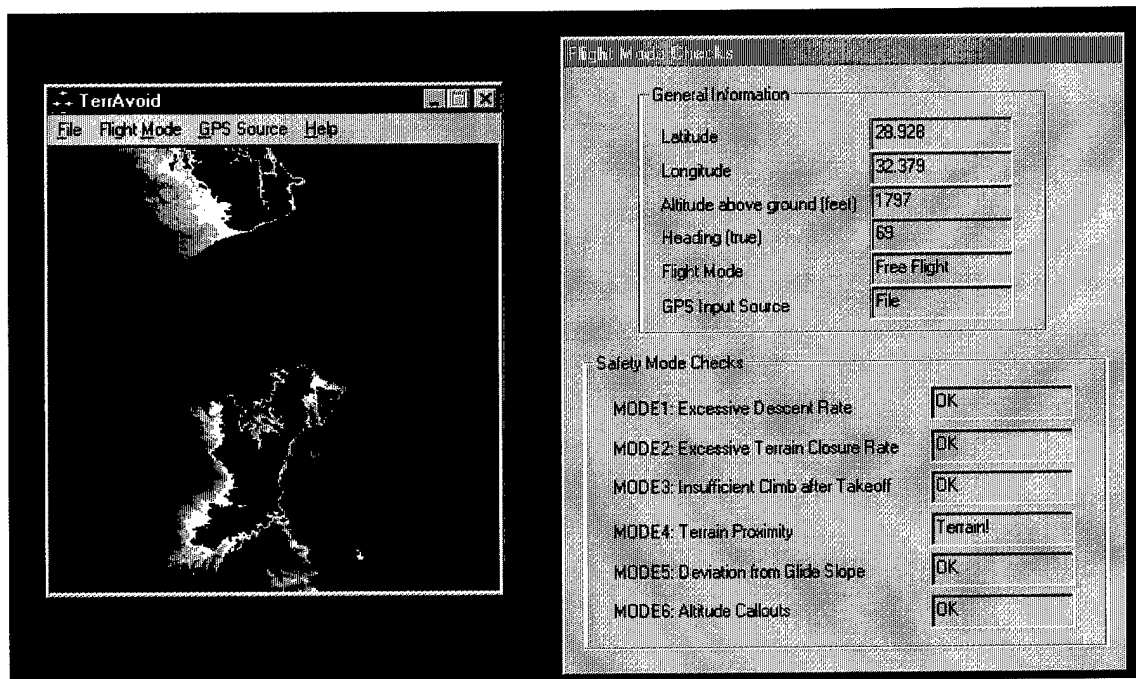 TerrAvoid
File Flight Mode GPS Source Help
Flight Mode Checks
General Information
Latitude 28.928
Longitude 32.379
Altitude above ground (feet) 1797
Heading (true) 69
Flight Mode Free Flight
GPS Input Source File
Safety Mode Checks
MODE1: Excessive Descent Rate OK
MODE2: Excessive Terrain Closure Rate OK
MODE3: Insufficient Climb after Takeoff OK
MODE4: Terrain Proximity Terrain!
MODE5: Deviation from Glide Slope OK
MODE6: Altitude Callouts OK